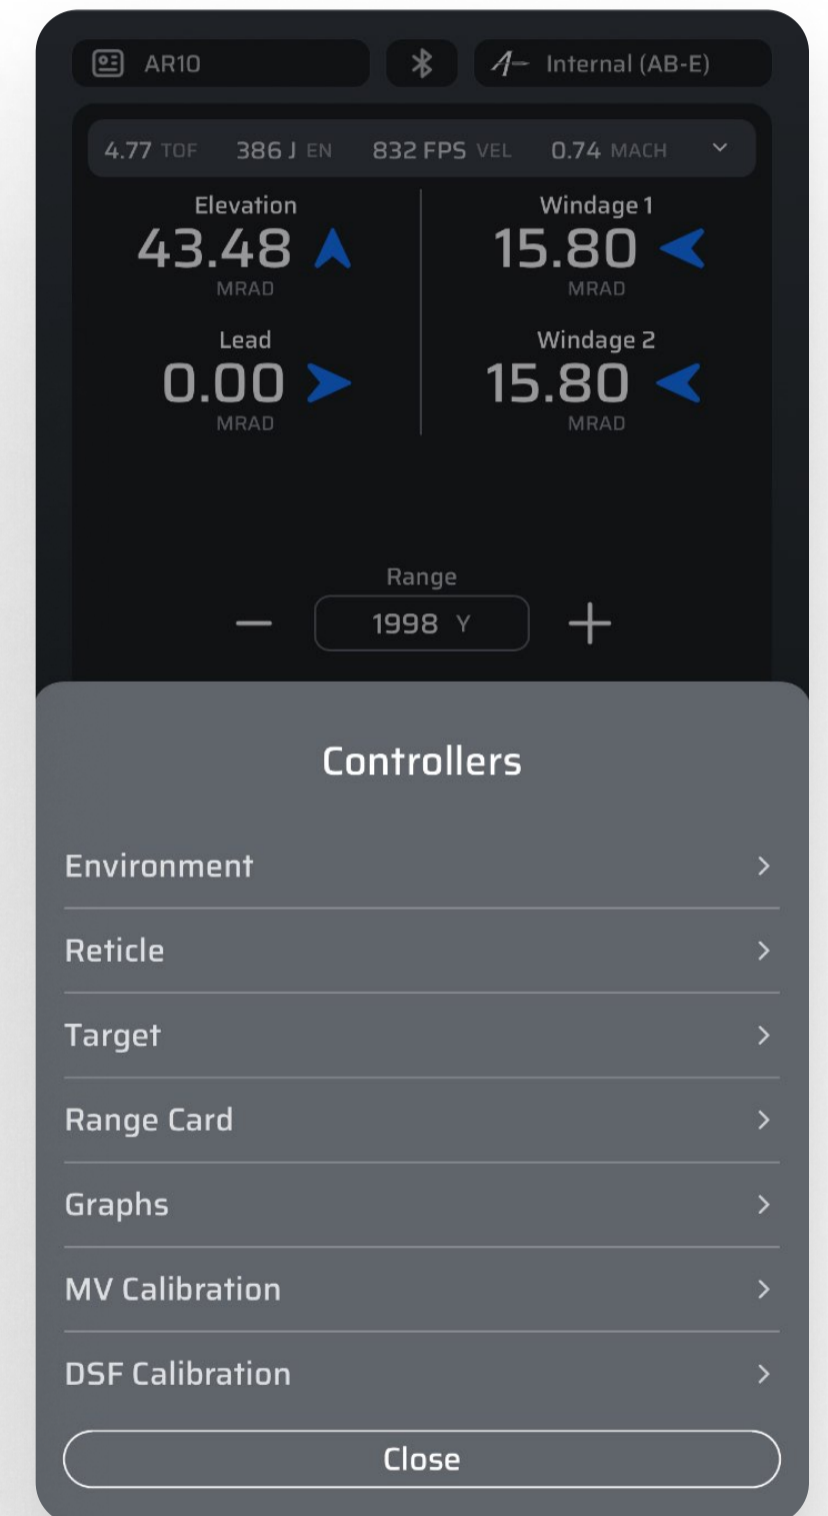 AR10 Internal (AB-E)
4.77 TOF 386 J EN 832 FPS VEL 0.74 MACH
Elevation Windage 1
43.48 15.80
MRAD MRAD
Lead Windage 2
0.00 15.80
MRAD MRAD
Range
1998 Y
Controllers
Environment
Reticle
Target
Range Card
Graphs
MV Calibration
DSF Calibration
Close